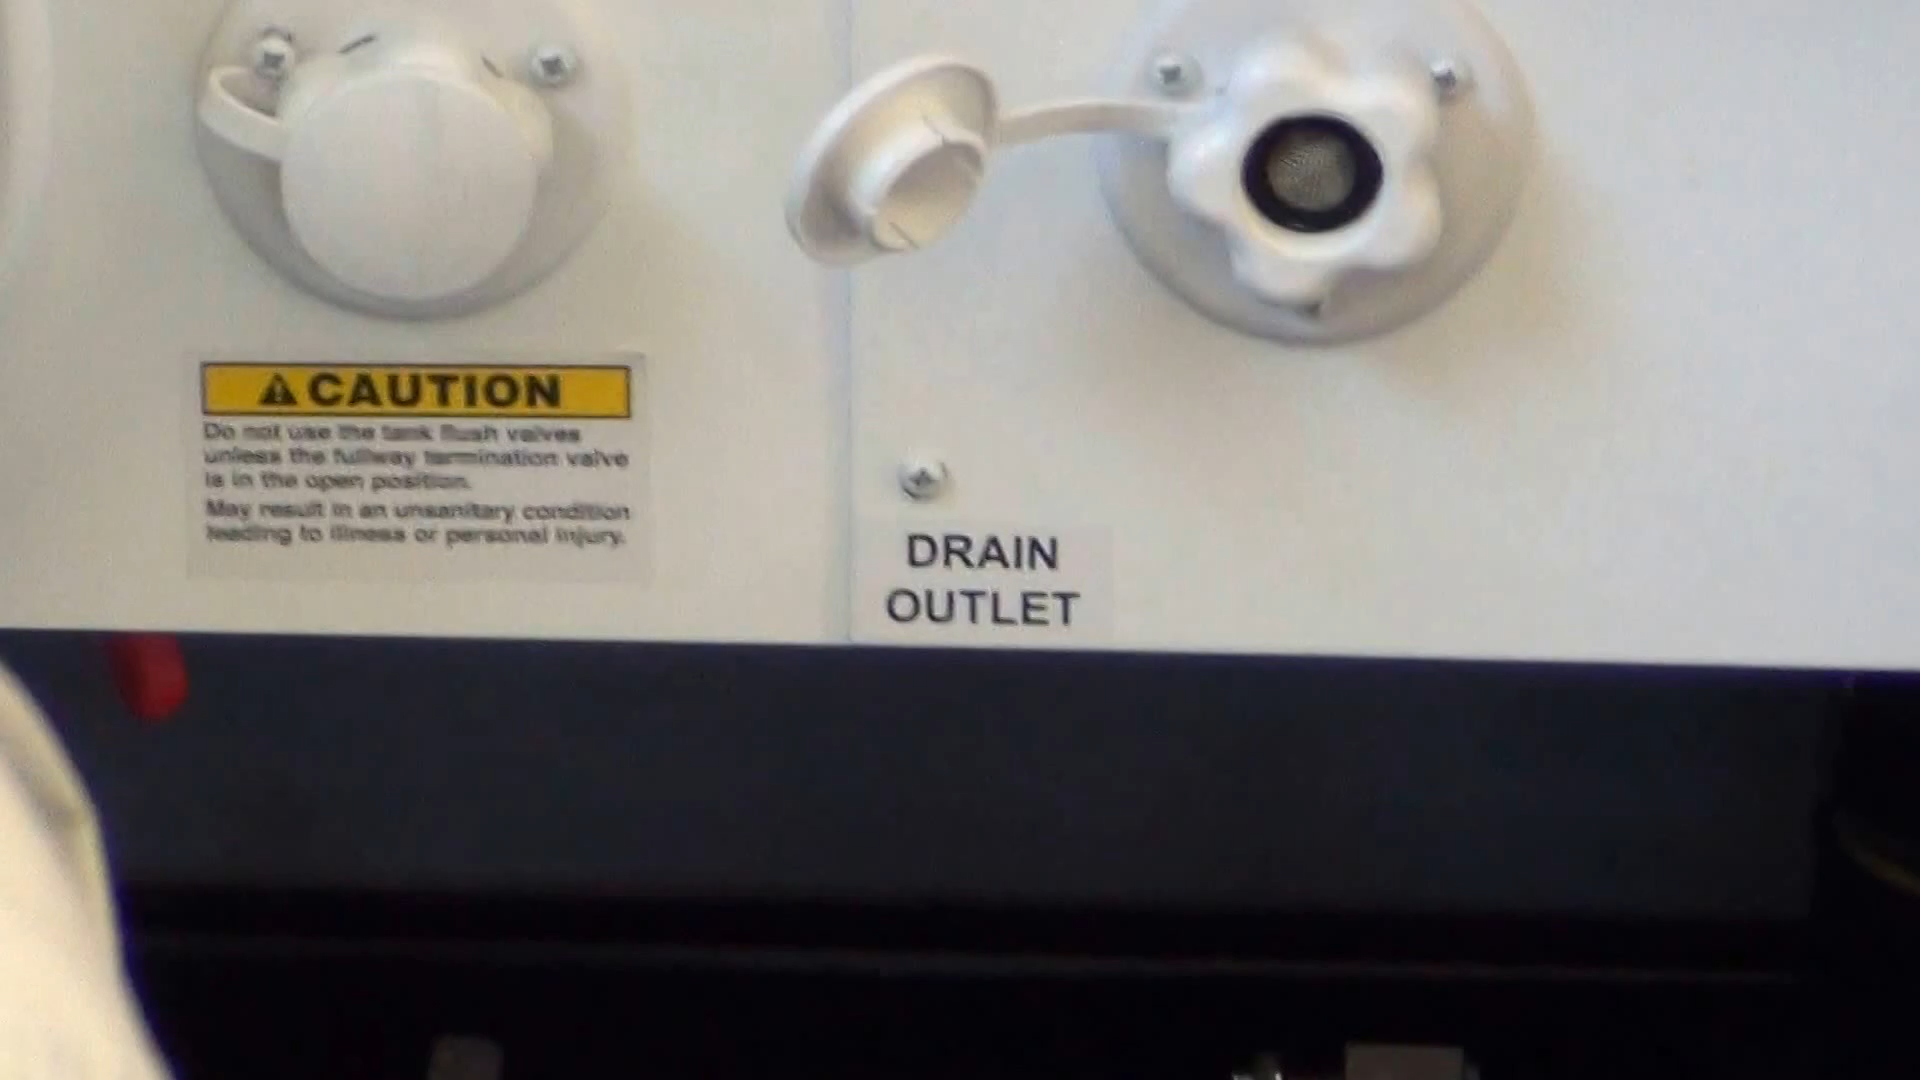 CAUTION
Do not use the tank flush valves
unless the fullway termination valve
is in the open position.
May result in an unsanitary condition
leading to illness or personal injury.
DRAIN
OUTLET